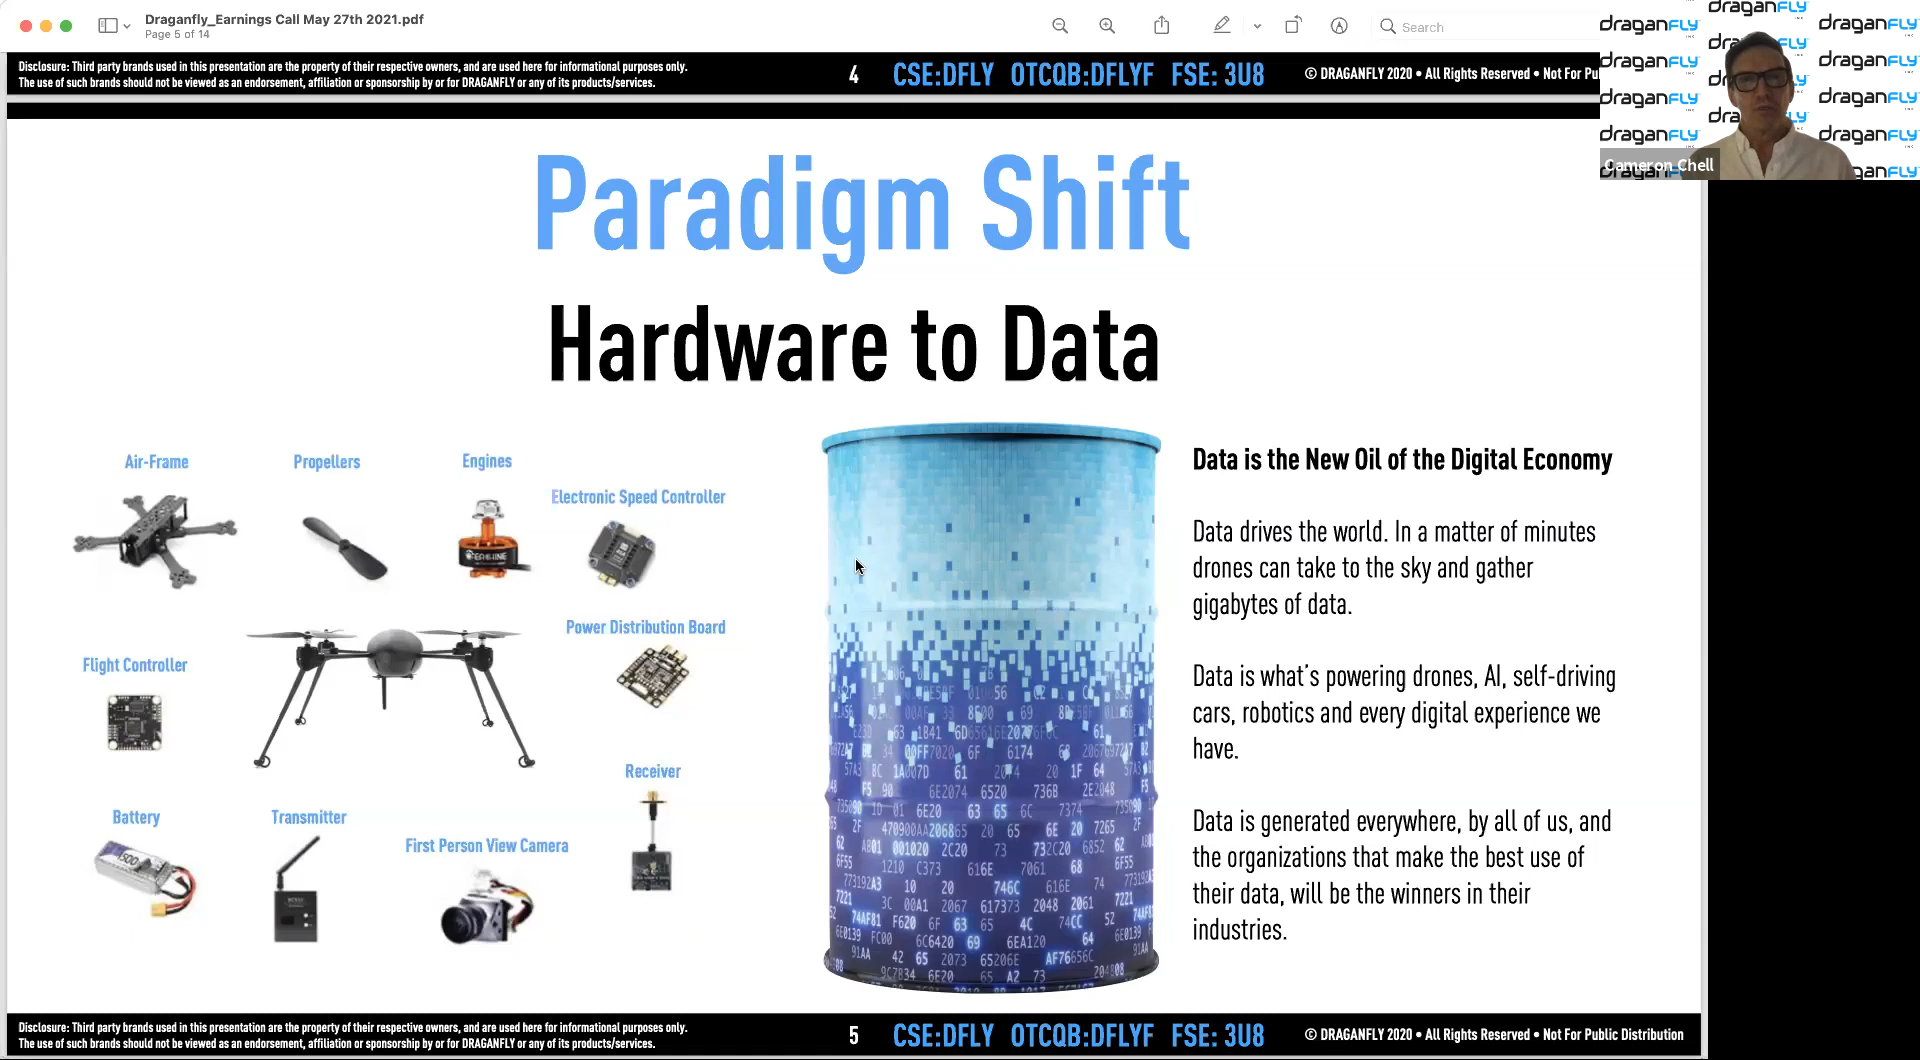 Draganfly_Earnings Call May 27th 2021.pdf
Page 5 of 14
Search
Disclosure: Third party brands used in this presentation are the property of their respective owners, and are used here for informational purposes only.
The use of such brands should not be viewed as an endorsement, affiliation or sponsorship by or for DRAGANFLY or any of its products/services.
4
CSE:DFLY OTCQB:DFLYF FSE: 3U8
© DRAGANFLY 2020 • All Rights Reserved • Not For
draganFLY
draganFLY
draganFLY
draganFLY
draganFLY
draganFLY
draganFLY
draganFLY
draganFLY
Cameron Chell
Paradigm Shift
Hardware to Data
Air-Frame
Propellers
Engines
Electronic Speed Controller
Power Distribution Board
Flight Controller
Receiver
Battery
Transmitter
First Person View Camera
Data is the New Oil of the Digital Economy
Data drives the world. In a matter of minutes
drones can take to the sky and gather
gigabytes of data.
Data is what's powering drones, AI, self-driving
cars, robotics and every digital experience we
have.
Data is generated everywhere, by all of us, and
the organizations that make the best use of
their data, will be the winners in their
industries.
Disclosure: Third party brands used in this presentation are the property of their respective owners, and are used here for informational purposes only.
The use of such brands should not be viewed as an endorsement, affiliation or sponsorship by or for DRAGANFLY or any of its products/services.
5
CSE:DFLY OTCQB:DFLYF FSE: 3U8
© DRAGANFLY 2020 • All Rights Reserved • Not For Public Distribution